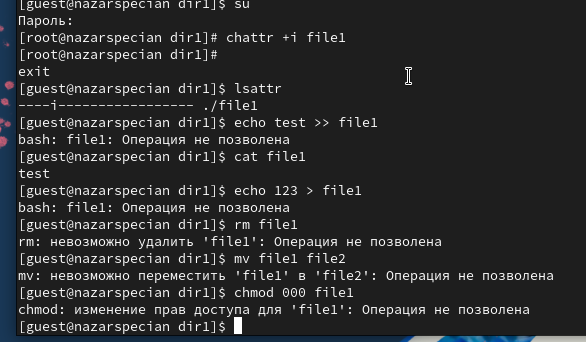 [guest@nazarspecian dir1]$ su
Пароль:
[root@nazarspecian dir1]# chattr +i file1
[root@nazarspecian dir1]#
exit
[guest@nazarspecian dir1]$ lsattr
----i----------------- ./file1
[guest@nazarspecian dir1]$ echo test >> file1
bash: file1: Операция не позволена
[guest@nazarspecian dir1]$ cat file1
test
[guest@nazarspecian dir1]$ echo 123 > file1
bash: file1: Операция не позволена
[guest@nazarspecian dir1]$ rm file1
rm: невозможно удалить 'file1': Операция не позволена
[guest@nazarspecian dir1]$ mv file1 file2
mv: невозможно переместить 'file1' в 'file2': Операция не позволена
[guest@nazarspecian dir1]$ chmod 000 file1
chmod: изменение прав доступа для 'file1': Операция не позволена
[guest@nazarspecian dir1]$